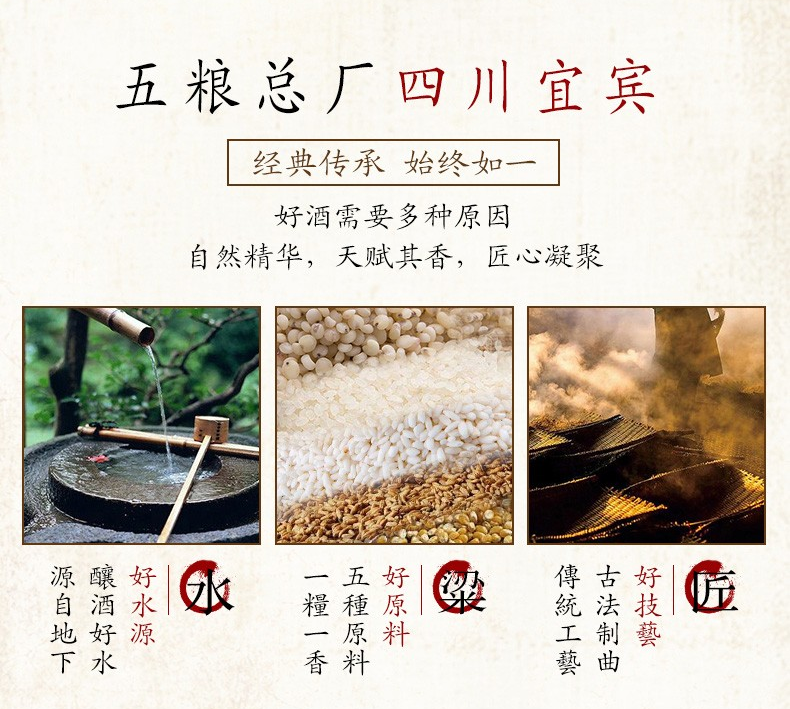 五粮总厂四川宜宾
经典传承 始终如一
好酒需要多种原因
自然精华，天赋其香，匠心凝聚
水
好水源
釀酒好水
源自地下
粱
好原料
五種原料
一糧一香
匠
好技藝
古法制曲
傳統工藝